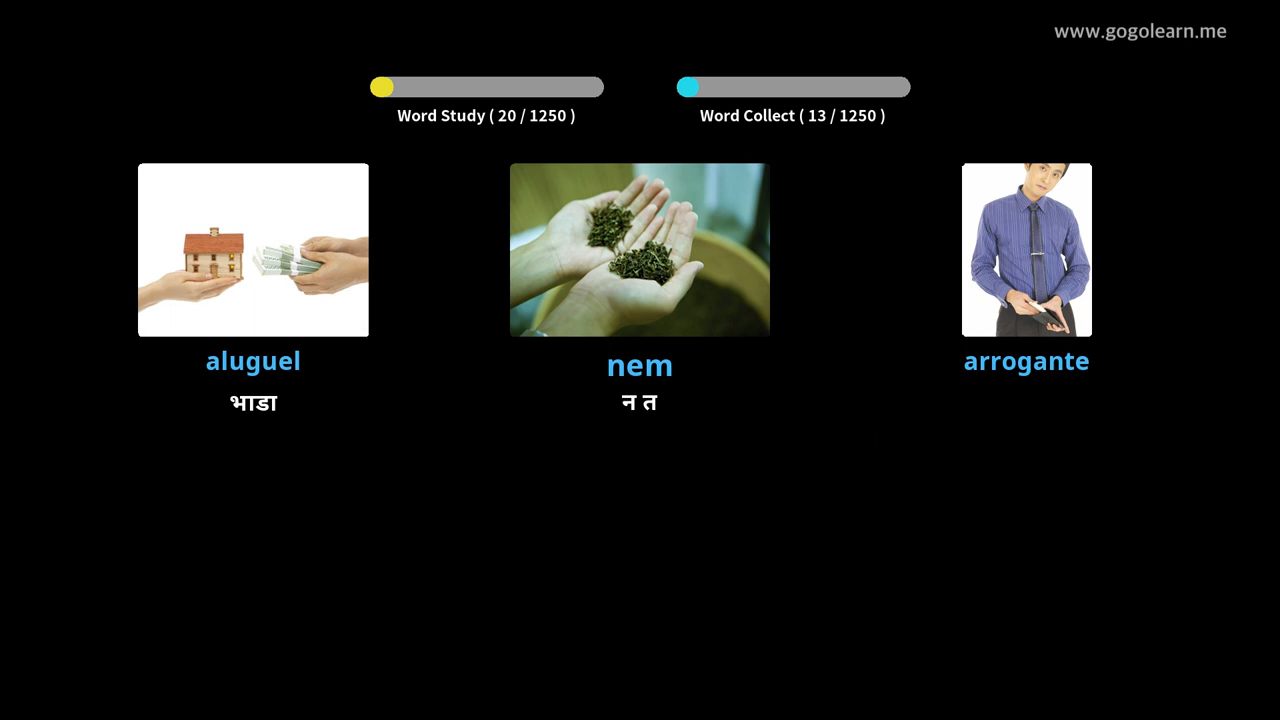 www.gogolearn.me
Word Study ( 20 / 1250 )
Word Collect ( 13 / 1250 )
aluguel
nem
arrogante
भाडा
न त